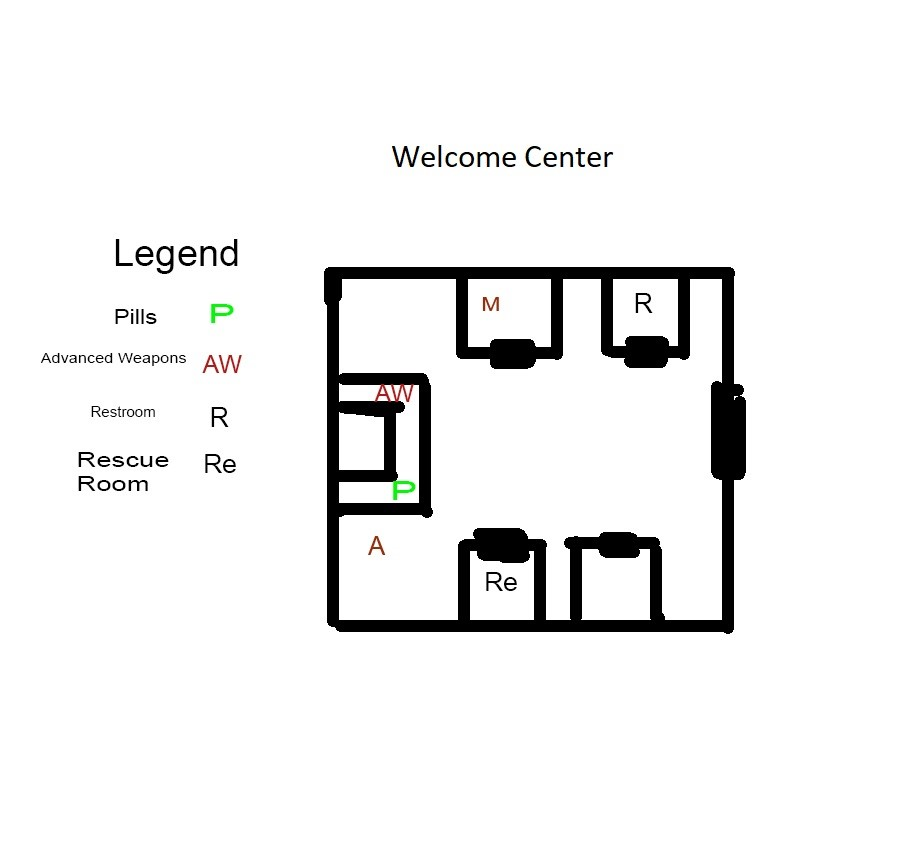 Welcome Center
Legend
Pills P
Advanced Weapons AW
Restroom R
Rescue Re
Room
M
R
AW
P
A
Re